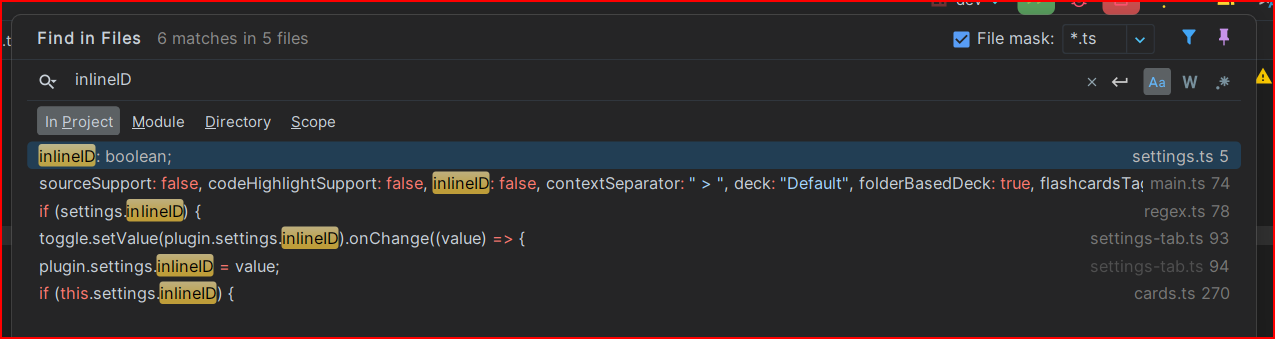 dev
Find in Files 6 matches in 5 files File mask: *.ts
inlineID Aa W .*
In Project Module Directory Scope
inlineID: boolean; settings.ts 5
sourceSupport: false, codeHighlightSupport: false, inlineID: false, contextSeparator: " > ", deck: "Default", folderBasedDeck: true, flashcardsTag main.ts 74
if (settings.inlineID) { regex.ts 78
toggle.setValue(plugin.settings.inlineID).onChange((value) => { settings-tab.ts 93
plugin.settings.inlineID = value; settings-tab.ts 94
if (this.settings.inlineID) { cards.ts 270